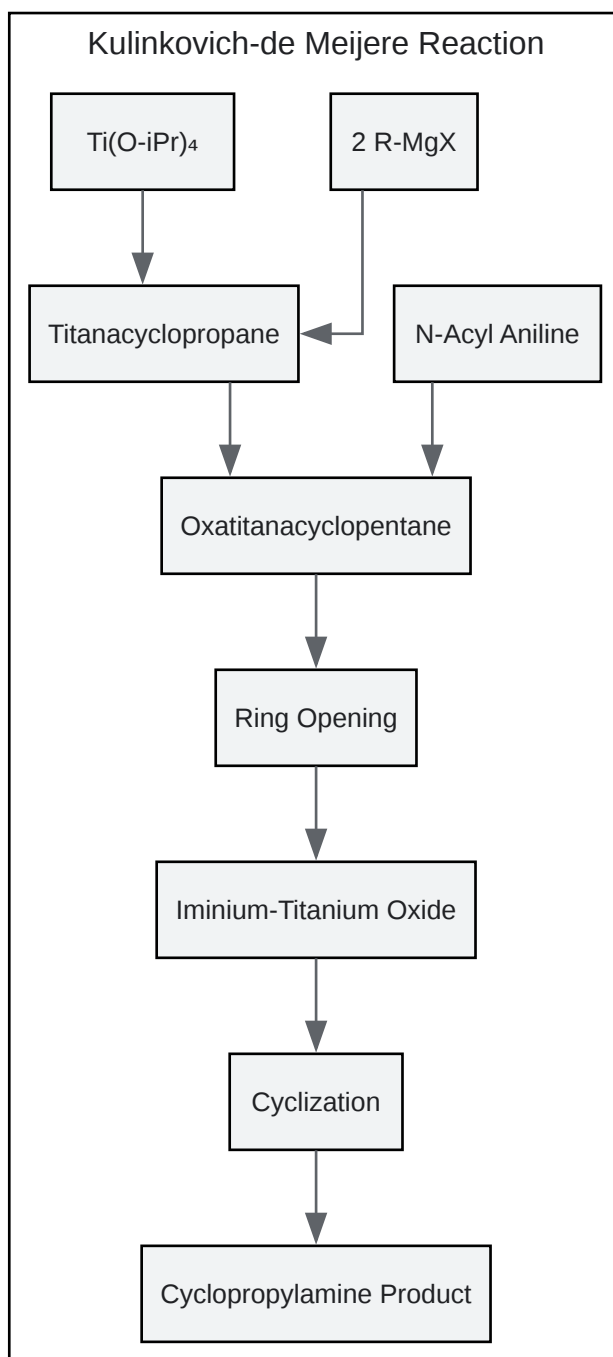 Kulinkovich-de Meijere Reaction
Ti(O-iPr)₄
2 R-MgX
Titanacyclopropane
N-Acyl Aniline
Oxatitanacyclopentane
Ring Opening
Iminium-Titanium Oxide
Cyclization
Cyclopropylamine Product